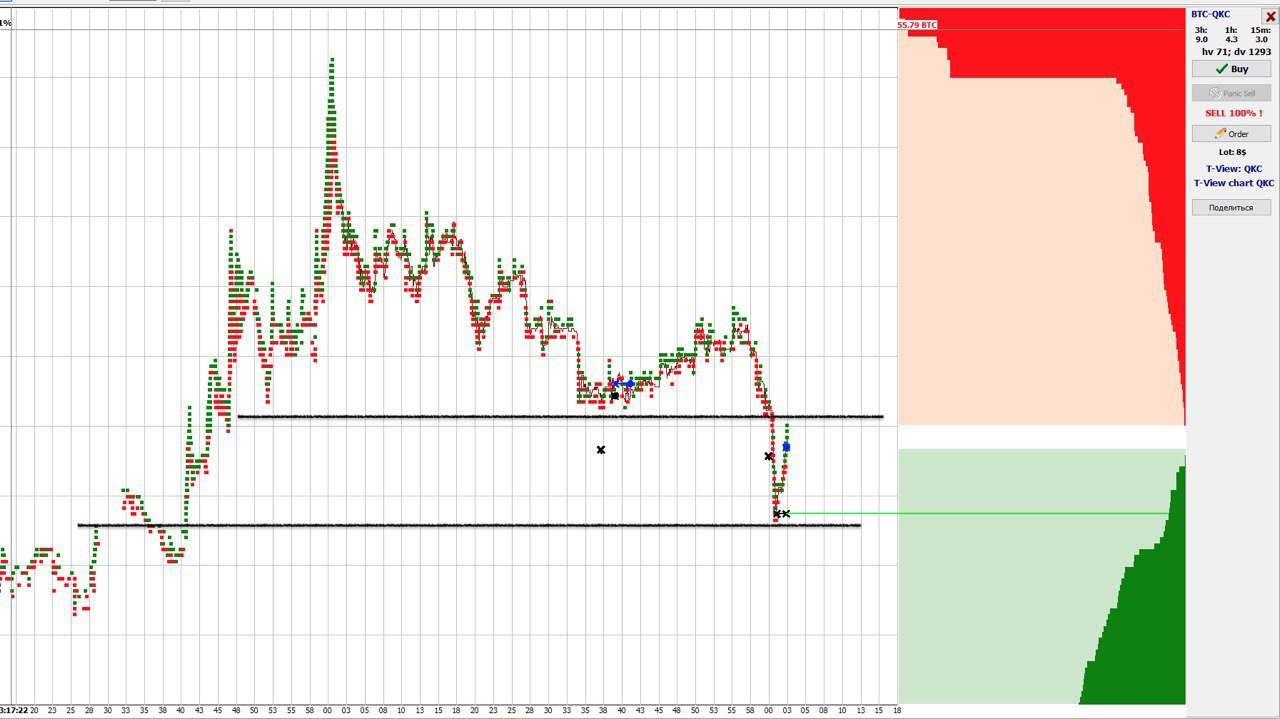 1%
55.79 BTC
BTC-QKC
3h: 1h: 15m:
9.0 4.3 3.0
hv 71; dv 1293
Buy
Panic Sell
SELL 100% !
Order
Lot: 8$
T-View: QKC
T-View chart QKC
Поделиться
3:17:22 20 23 25 28 30 33 35 38 40 43 45 48 50 53 55 58 00 03 05 08 10 13 15 18 20 23 25 28 30 33 35 38 40 43 45 48 50 53 55 58 00 03 05 08 10 13 15 18